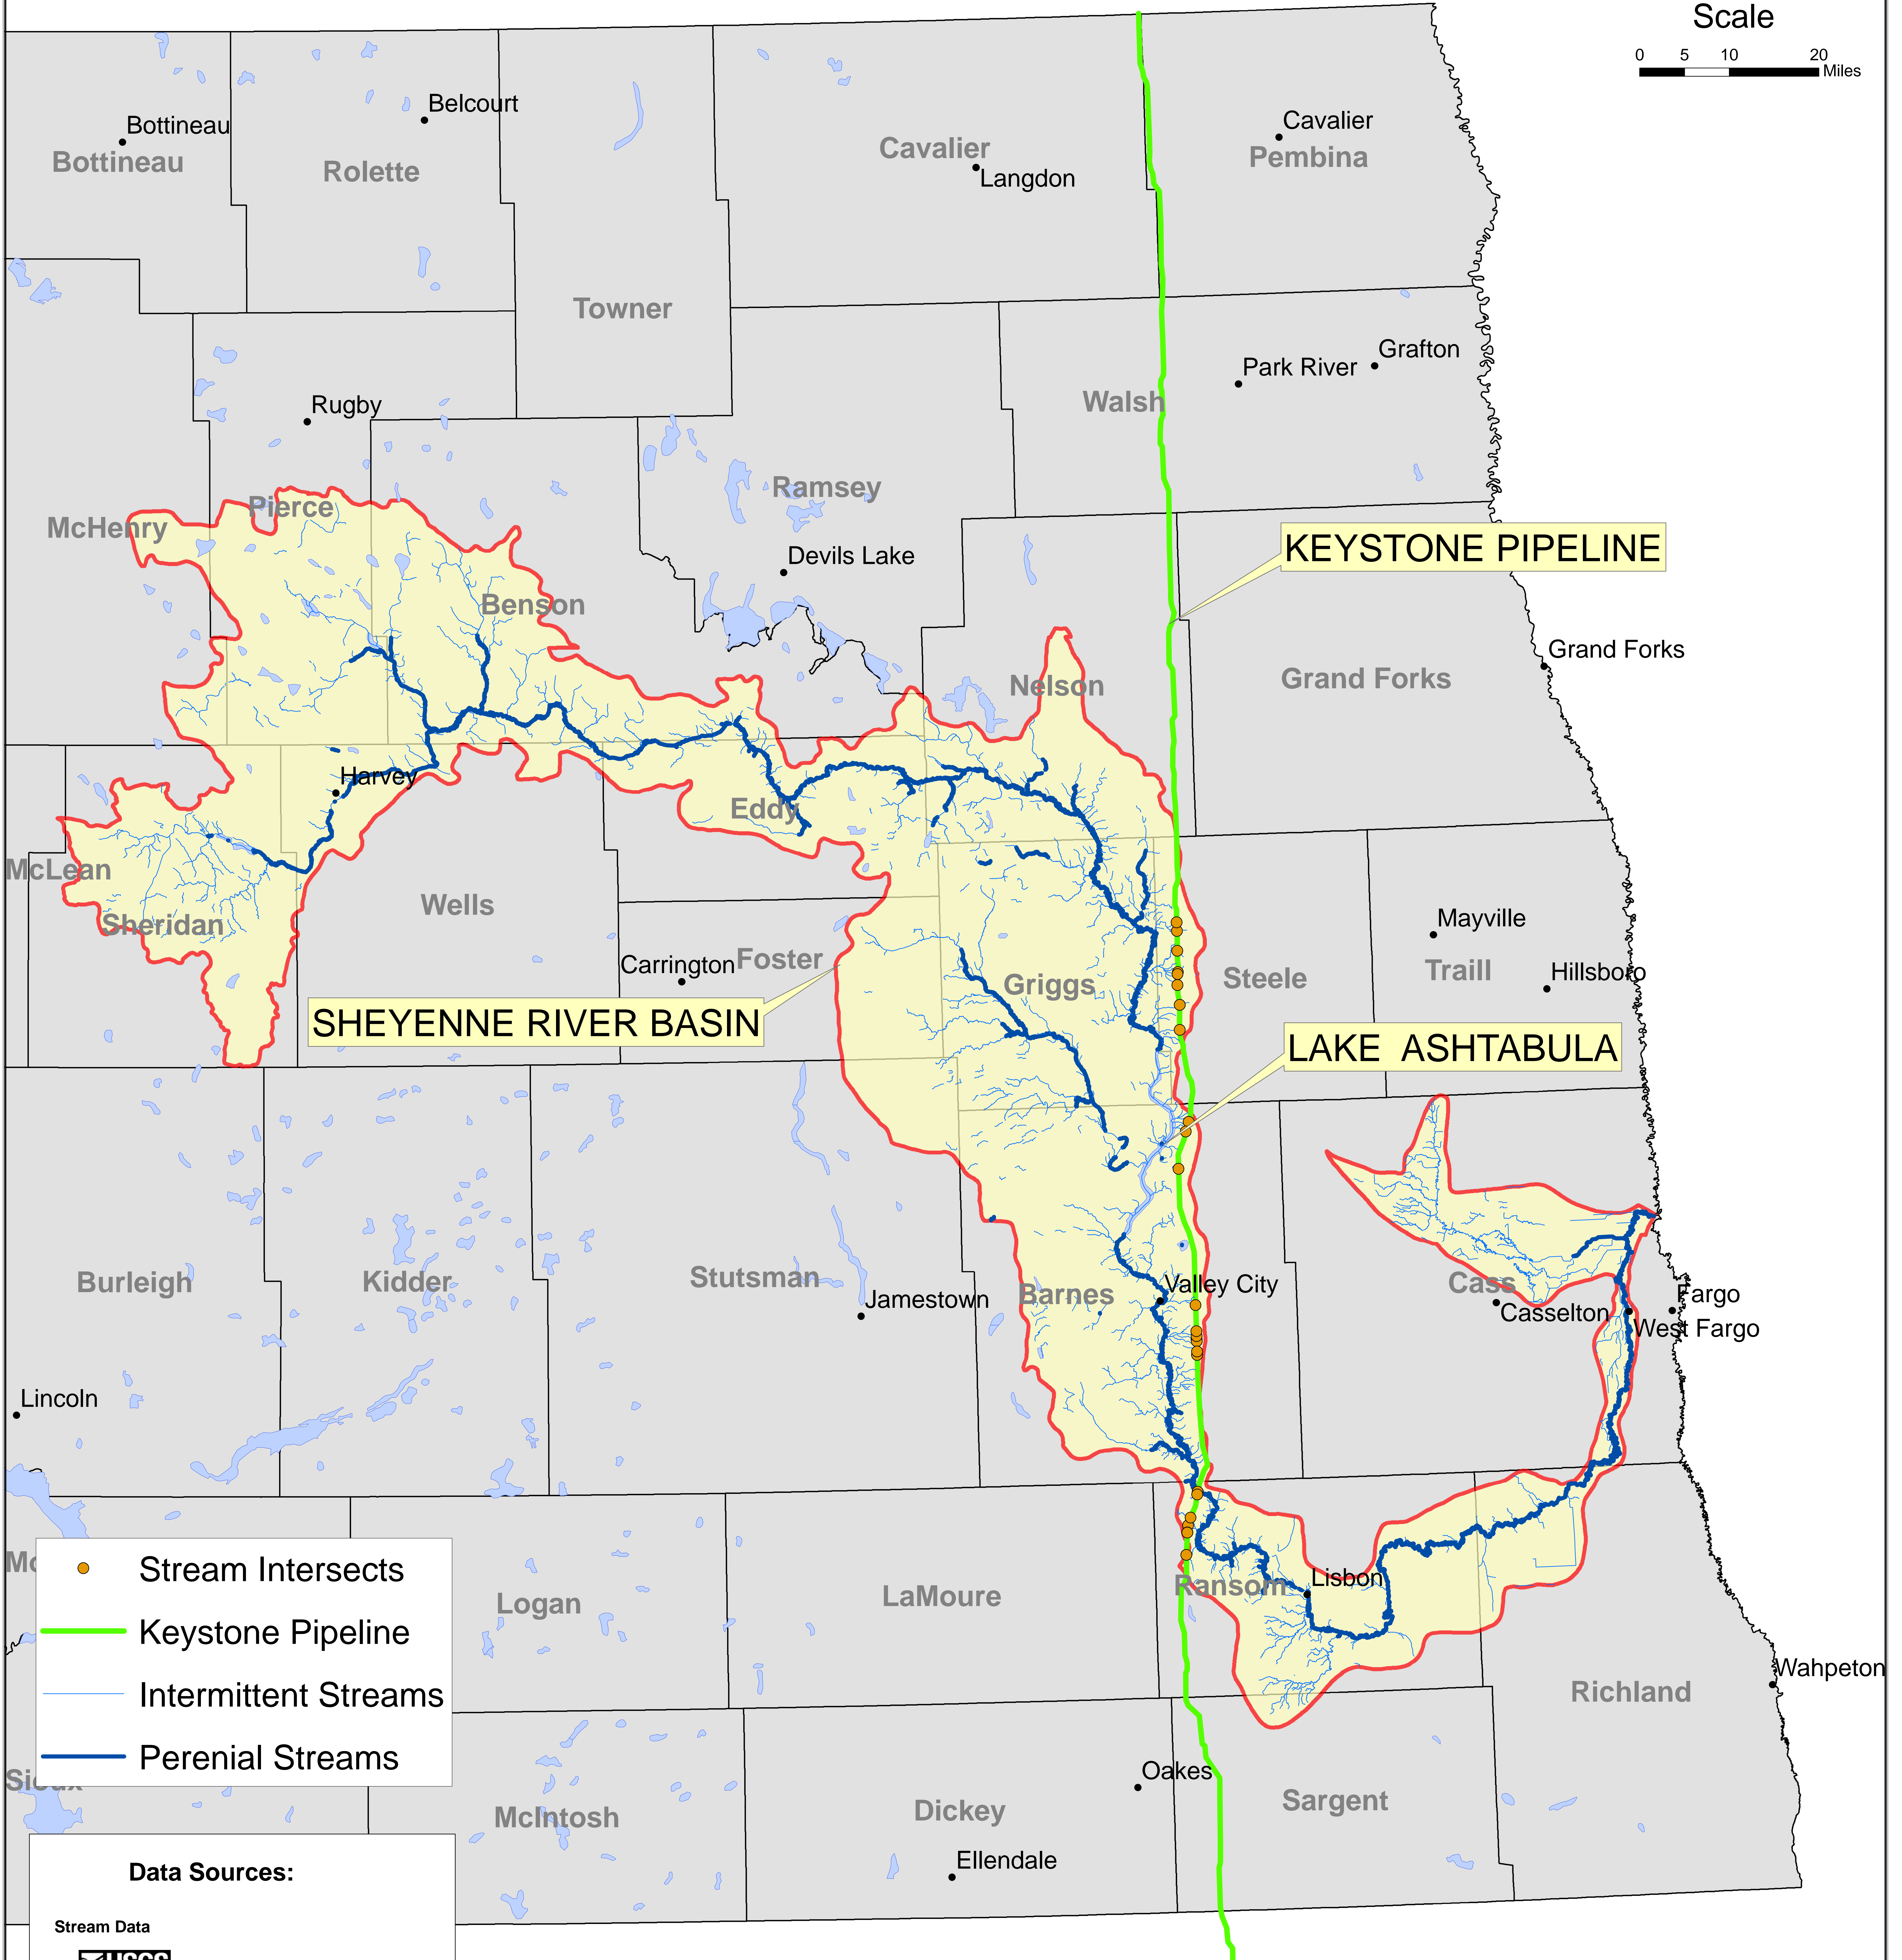 Scale
0 5 10 20
Miles
Belcourt
Bottineau
Bottineau
Rolette
Cavalier
Langdon
Cavalier
Pembina
Towner
Park River
Grafton
Walsh
Rugby
Ramsey
Pierce
McHenry
Devils Lake
KEYSTONE PIPELINE
Benson
Grand Forks
Grand Forks
Nelson
Harvey
Eddy
McLean
Wells
Sheridan
Mayville
Carrington
Foster
Griggs
Steele
Traill
Hillsboro
SHEYENNE RIVER BASIN
LAKE ASHTABULA
Burleigh
Kidder
Stutsman
Jamestown
Barnes
Valley City
Cass
Casselton
Fargo
West Fargo
Lincoln
Stream Intersects
Keystone Pipeline
Intermittent Streams
Perenial Streams
Logan
LaMoure
Ransom
Lisbon
Wahpeton
Richland
Oakes
Sioux
McIntosh
Dickey
Sargent
Ellendale
Data Sources:
Stream Data
USGS